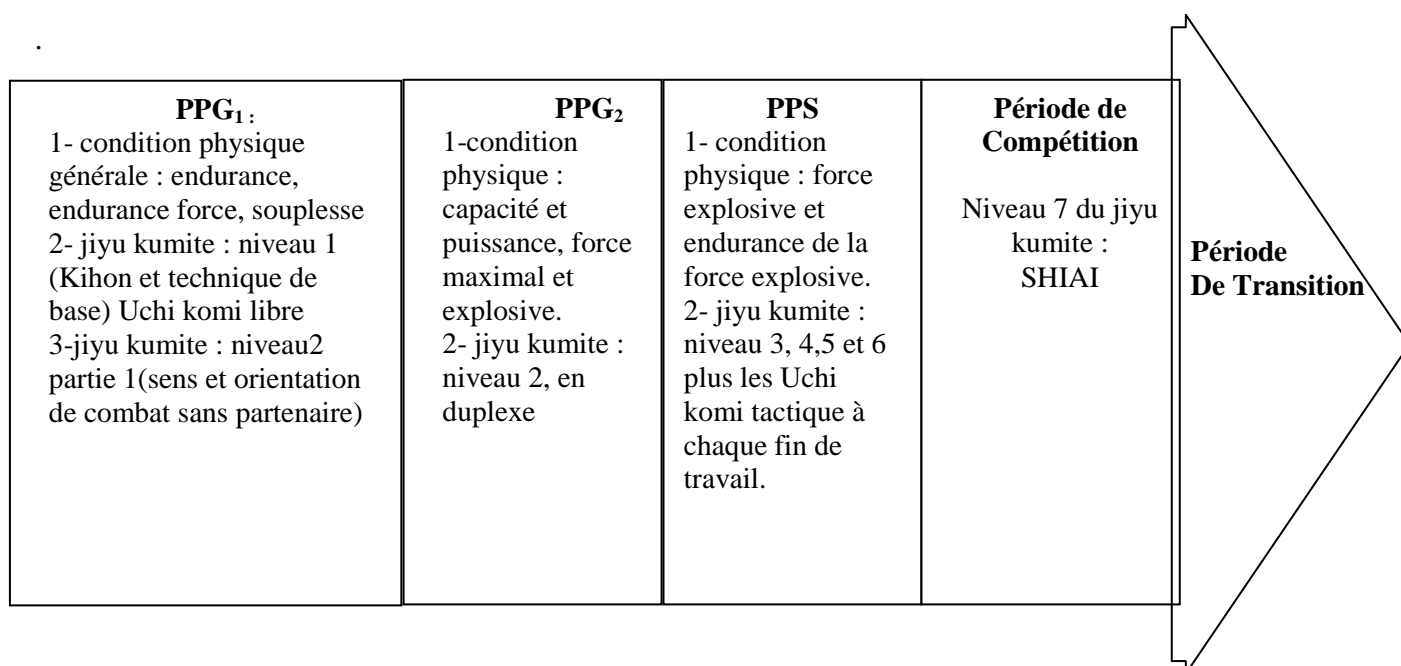 .
PPG1 :
1- condition physique
générale : endurance,
endurance force, souplesse
2- jiyu kumite : niveau 1
(Kihon et technique de
base) Uchi komi libre
3-jiyu kumite : niveau2
partie 1(sens et orientation
de combat sans partenaire)
PPG2
1-condition
physique :
capacité et
puissance, force
maximal et
explosive.
2- jiyu kumite :
niveau 2, en
duplexe
PPS
1- condition
physique : force
explosive et
endurance de la
force explosive.
2- jiyu kumite :
niveau 3, 4,5 et 6
plus les Uchi
komi tactique à
chaque fin de
travail.
Période de
Compétition
Niveau 7 du jiyu
kumite :
SHIAI
Période
De Transition